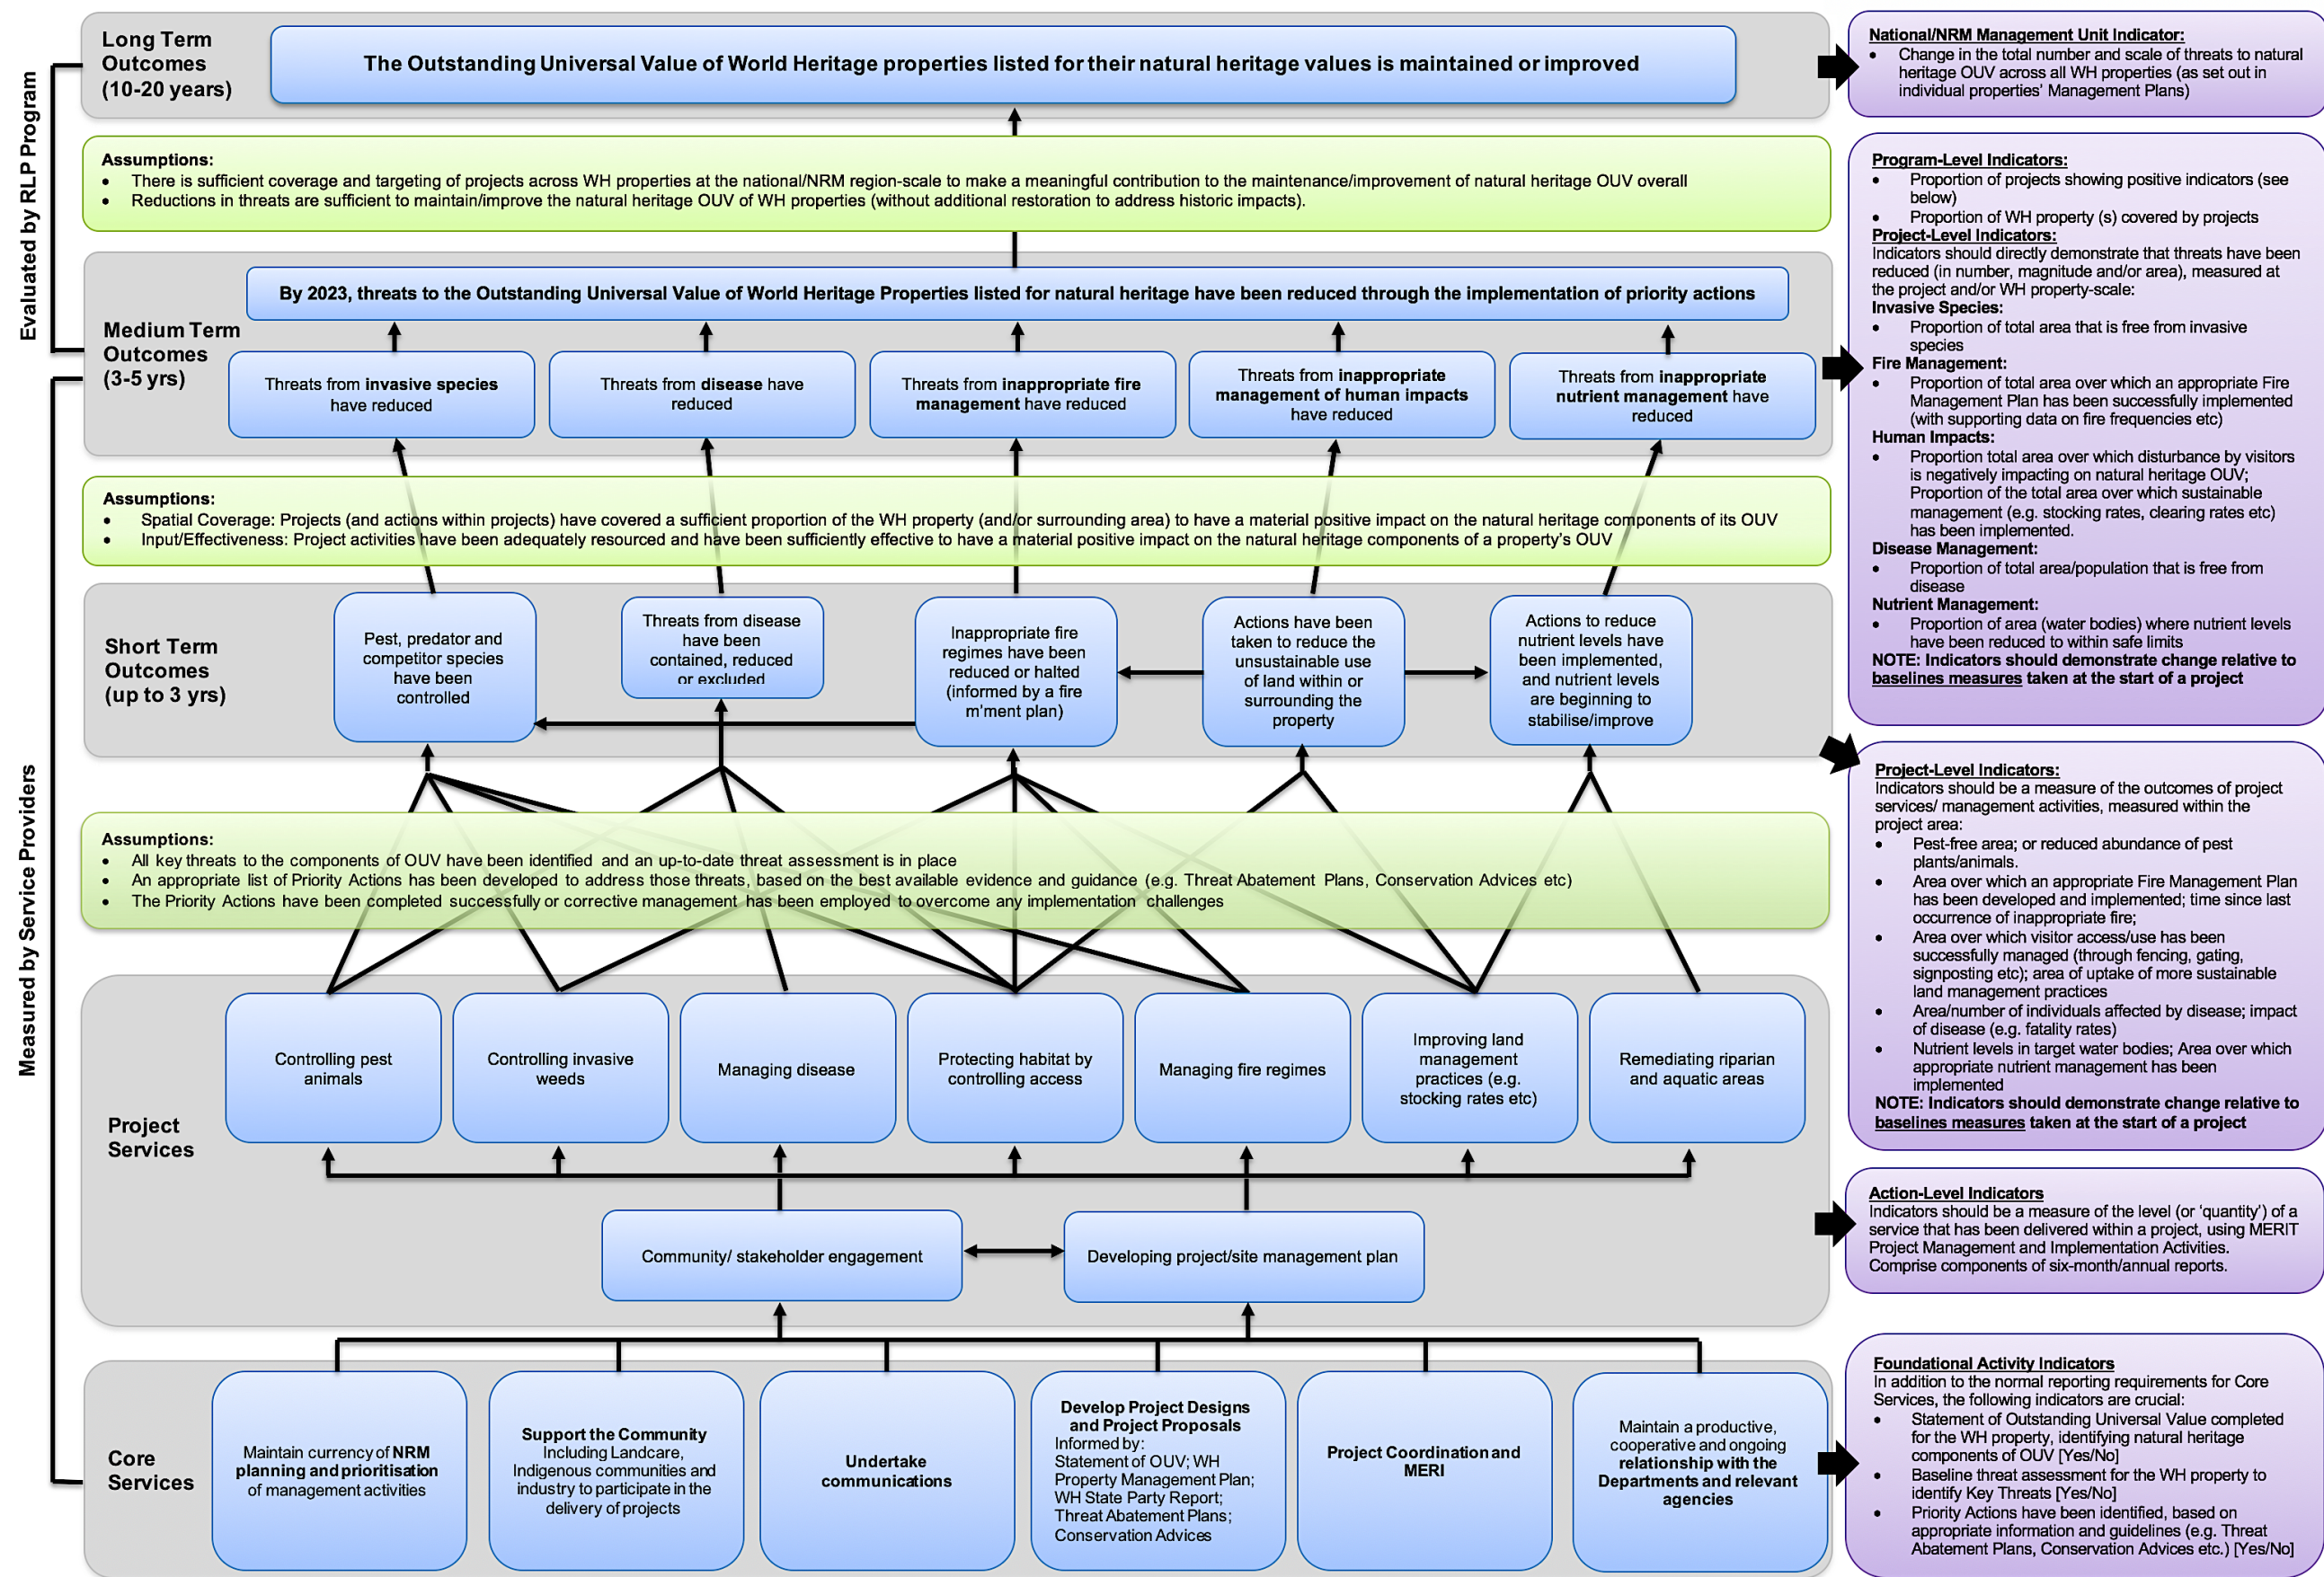 Evaluated by RLP Program
Measured by Service Providers
Long Term
Outcomes
(10-20 years)
The Outstanding Universal Value of World Heritage properties listed for their natural heritage values is maintained or improved
National/NRM Management Unit Indicator:
• Change in the total number and scale of threats to natural
heritage OUV across all WH properties (as set out in
individual properties' Management Plans)
Assumptions:
• There is sufficient coverage and targeting of projects across WH properties at the national/NRM region-scale to make a meaningful contribution to the maintenance/improvement of natural heritage OUV overall
• Reductions in threats are sufficient to maintain/improve the natural heritage OUV of WH properties (without additional restoration to address historic impacts).
Medium Term
Outcomes
(3-5 yrs)
By 2023, threats to the Outstanding Universal Value of World Heritage Properties listed for natural heritage have been reduced through the implementation of priority actions
Threats from invasive species
have reduced
Threats from disease have
reduced
Threats from inappropriate fire
management have reduced
Threats from inappropriate
management of human impacts
have reduced
Threats from inappropriate
nutrient management have
reduced
Program-Level Indicators:
• Proportion of projects showing positive indicators (see
below)
• Proportion of WH property (s) covered by projects
Project-Level Indicators:
Indicators should directly demonstrate that threats have been
reduced (in number, magnitude and/or area), measured at
the project and/or WH property-scale:
Invasive Species:
• Proportion of total area that is free from invasive
species
Fire Management:
• Proportion of total area over which an appropriate Fire
Management Plan has been successfully implemented
(with supporting data on fire frequencies etc)
Human Impacts:
• Proportion total area over which disturbance by visitors
is negatively impacting on natural heritage OUV;
Proportion of the total area over which sustainable
management (e.g. stocking rates, clearing rates etc)
has been implemented.
Disease Management:
• Proportion of total area/population that is free from
disease
Nutrient Management:
• Proportion of area (water bodies) where nutrient levels
have been reduced to within safe limits
NOTE: Indicators should demonstrate change relative to
baselines measures taken at the start of a project
Assumptions:
• Spatial Coverage: Projects (and actions within projects) have covered a sufficient proportion of the WH property (and/or surrounding area) to have a material positive impact on the natural heritage components of its OUV
• Input/Effectiveness: Project activities have been adequately resourced and have been sufficiently effective to have a material positive impact on the natural heritage components of a property's OUV
Short Term
Outcomes
(up to 3 yrs)
Pest, predator and
competitor species
have been
controlled
Threats from disease
have been
contained, reduced
or excluded
Inappropriate fire
regimes have been
reduced or halted
(informed by a fire
m'ment plan)
Actions have been
taken to reduce the
unsustainable use
of land within or
surrounding the
property
Actions to reduce
nutrient levels have
been implemented,
and nutrient levels
are beginning to
stabilise/improve
Project-Level Indicators:
Indicators should be a measure of the outcomes of project
services/ management activities, measured within the
project area:
• Pest-free area; or reduced abundance of pest
plants/animals.
• Area over which an appropriate Fire Management Plan
has been developed and implemented; time since last
occurrence of inappropriate fire;
• Area over which visitor access/use has been
successfully managed (through fencing, gating,
signposting etc); area of uptake of more sustainable
land management practices
• Area/number of individuals affected by disease; impact
of disease (e.g. fatality rates)
• Nutrient levels in target water bodies; Area over which
appropriate nutrient management has been
implemented
NOTE: Indicators should demonstrate change relative to
baselines measures taken at the start of a project
Assumptions:
• All key threats to the components of OUV have been identified and an up-to-date threat assessment is in place
• An appropriate list of Priority Actions has been developed to address those threats, based on the best available evidence and guidance (e.g. Threat Abatement Plans, Conservation Advices etc)
• The Priority Actions have been completed successfully or corrective management has been employed to overcome any implementation challenges
Project
Services
Controlling pest
animals
Controlling invasive
weeds
Managing disease
Protecting habitat by
controlling access
Managing fire regimes
Improving land
management
practices (e.g.
stocking rates etc)
Remediating riparian
and aquatic areas
Community/ stakeholder engagement
Developing project/site management plan
Action-Level Indicators
Indicators should be a measure of the level (or 'quantity') of a
service that has been delivered within a project, using MERIT
Project Management and Implementation Activities.
Comprise components of six-month/annual reports.
Core
Services
Maintain currency of NRM
planning and prioritisation
of management activities
Support the Community
Including Landcare,
Indigenous communities and
industry to participate in the
delivery of projects
Undertake
communications
Develop Project Designs
and Project Proposals
Informed by:
Statement of OUV; WH
Property Management Plan;
WH State Party Report;
Threat Abatement Plans;
Conservation Advices
Project Coordination and
MERI
Maintain a productive,
cooperative and ongoing
relationship with the
Departments and relevant
agencies
Foundational Activity Indicators
In addition to the normal reporting requirements for Core
Services, the following indicators are crucial:
• Statement of Outstanding Universal Value completed
for the WH property, identifying natural heritage
components of OUV [Yes/No]
• Baseline threat assessment for the WH property to
identify Key Threats [Yes/No]
• Priority Actions have been identified, based on
appropriate information and guidelines (e.g. Threat
Abatement Plans, Conservation Advices etc.) [Yes/No]